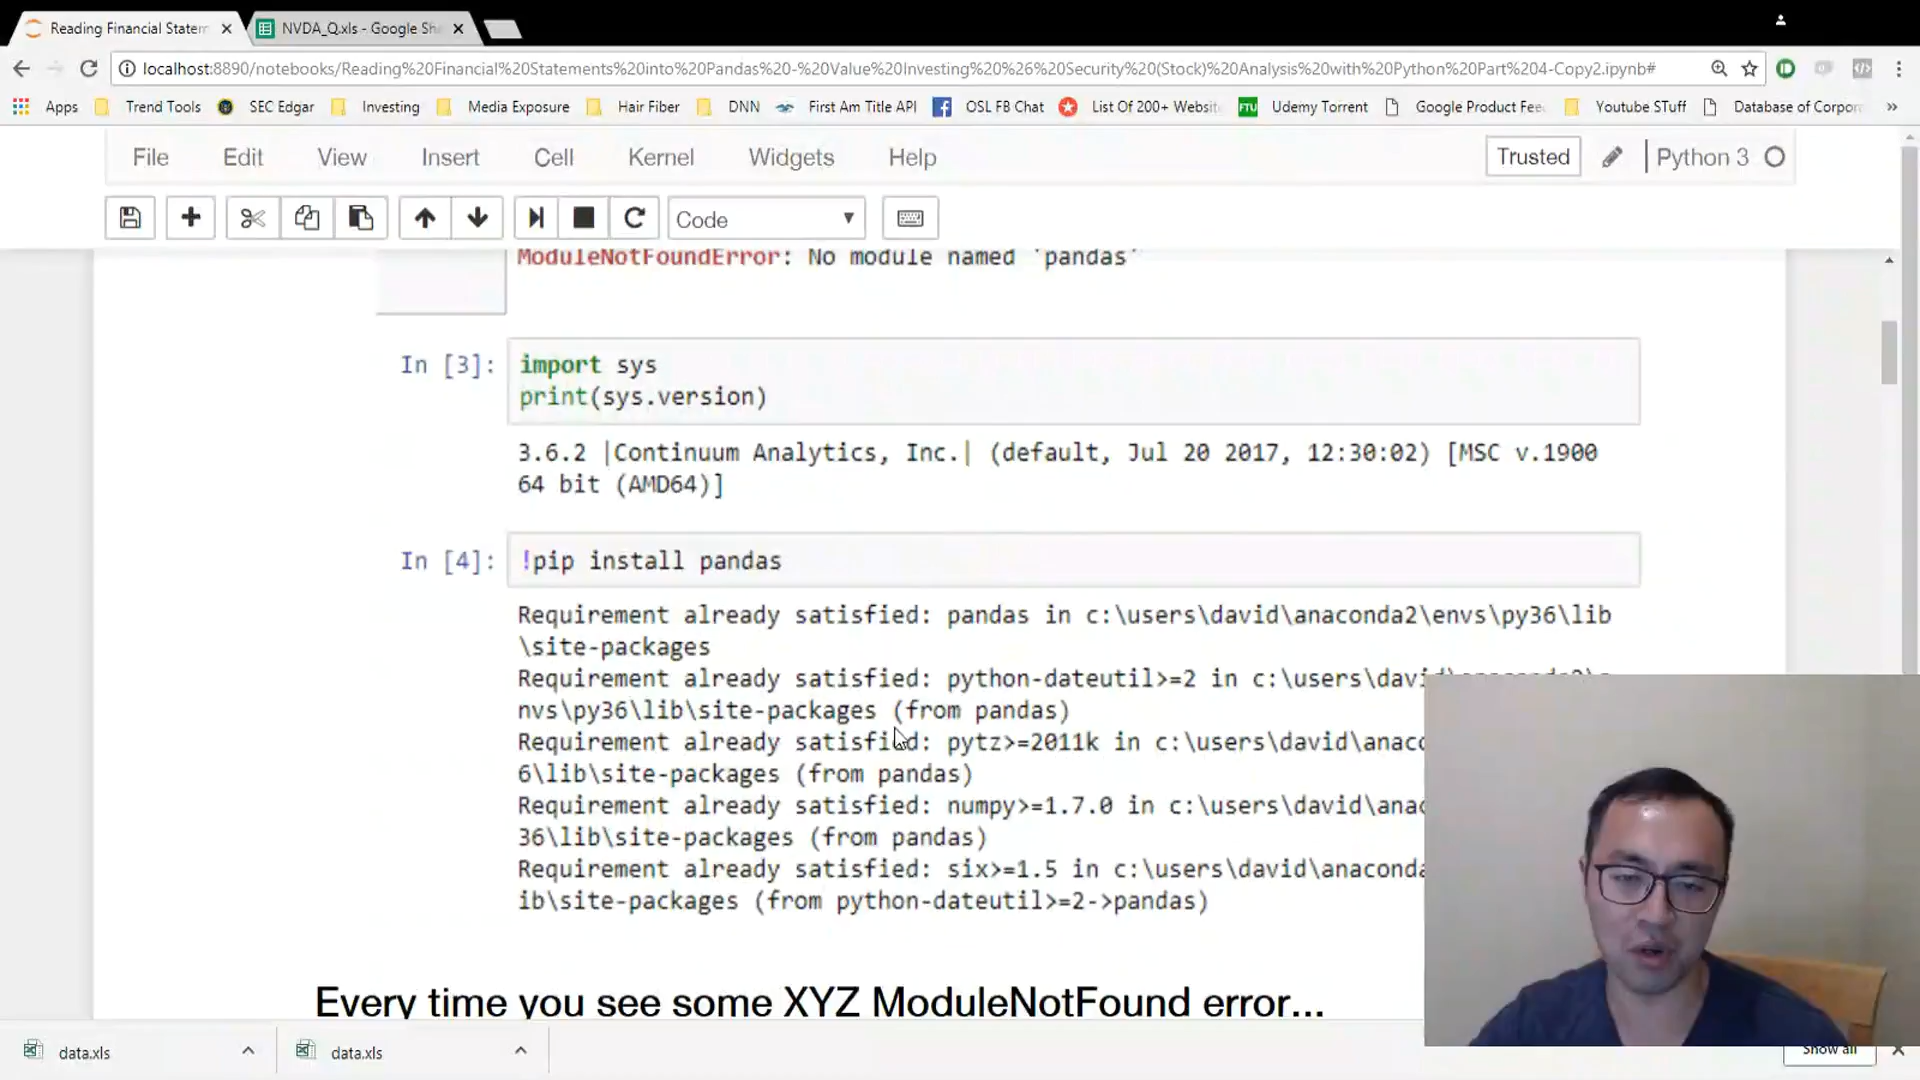 Reading Financial Statem
NVDA_Q.xls - Google Sh
localhost:8890/notebooks/Reading%20Financial%20Statements%20into%20Pandas%20-%20Value%20Investing%20%26%20Security%20(Stock)%20Analysis%20with%20Python%20Part%204-Copy2.ipynb#
Apps Trend Tools SEC Edgar Investing Media Exposure Hair Fiber DNN First Am Title API OSL FB Chat List Of 200+ Websit FTU Udemy Torrent Google Product Fee Youtube STuff Database of Corpor »
File Edit View Insert Cell Kernel Widgets Help Trusted Python 3
Code
ModuleNotFoundError: No module named 'pandas'
In [3]: import sys
print(sys.version)
3.6.2 |Continuum Analytics, Inc.| (default, Jul 20 2017, 12:30:02) [MSC v.1900
64 bit (AMD64)]
In [4]: !pip install pandas
Requirement already satisfied: pandas in c:\users\david\anaconda2\envs\py36\lib
\site-packages
Requirement already satisfied: python-dateutil>=2 in c:\users\davi
nvs\py36\lib\site-packages (from pandas)
Requirement already satisfied: pytz>=2011k in c:\users\david\anaco
6\lib\site-packages (from pandas)
Requirement already satisfied: numpy>=1.7.0 in c:\users\david\anac
36\lib\site-packages (from pandas)
Requirement already satisfied: six>=1.5 in c:\users\david\anaconda
ib\site-packages (from python-dateutil>=2->pandas)
Every time you see some XYZ ModuleNotFound error...
data.xls
data.xls
Show all